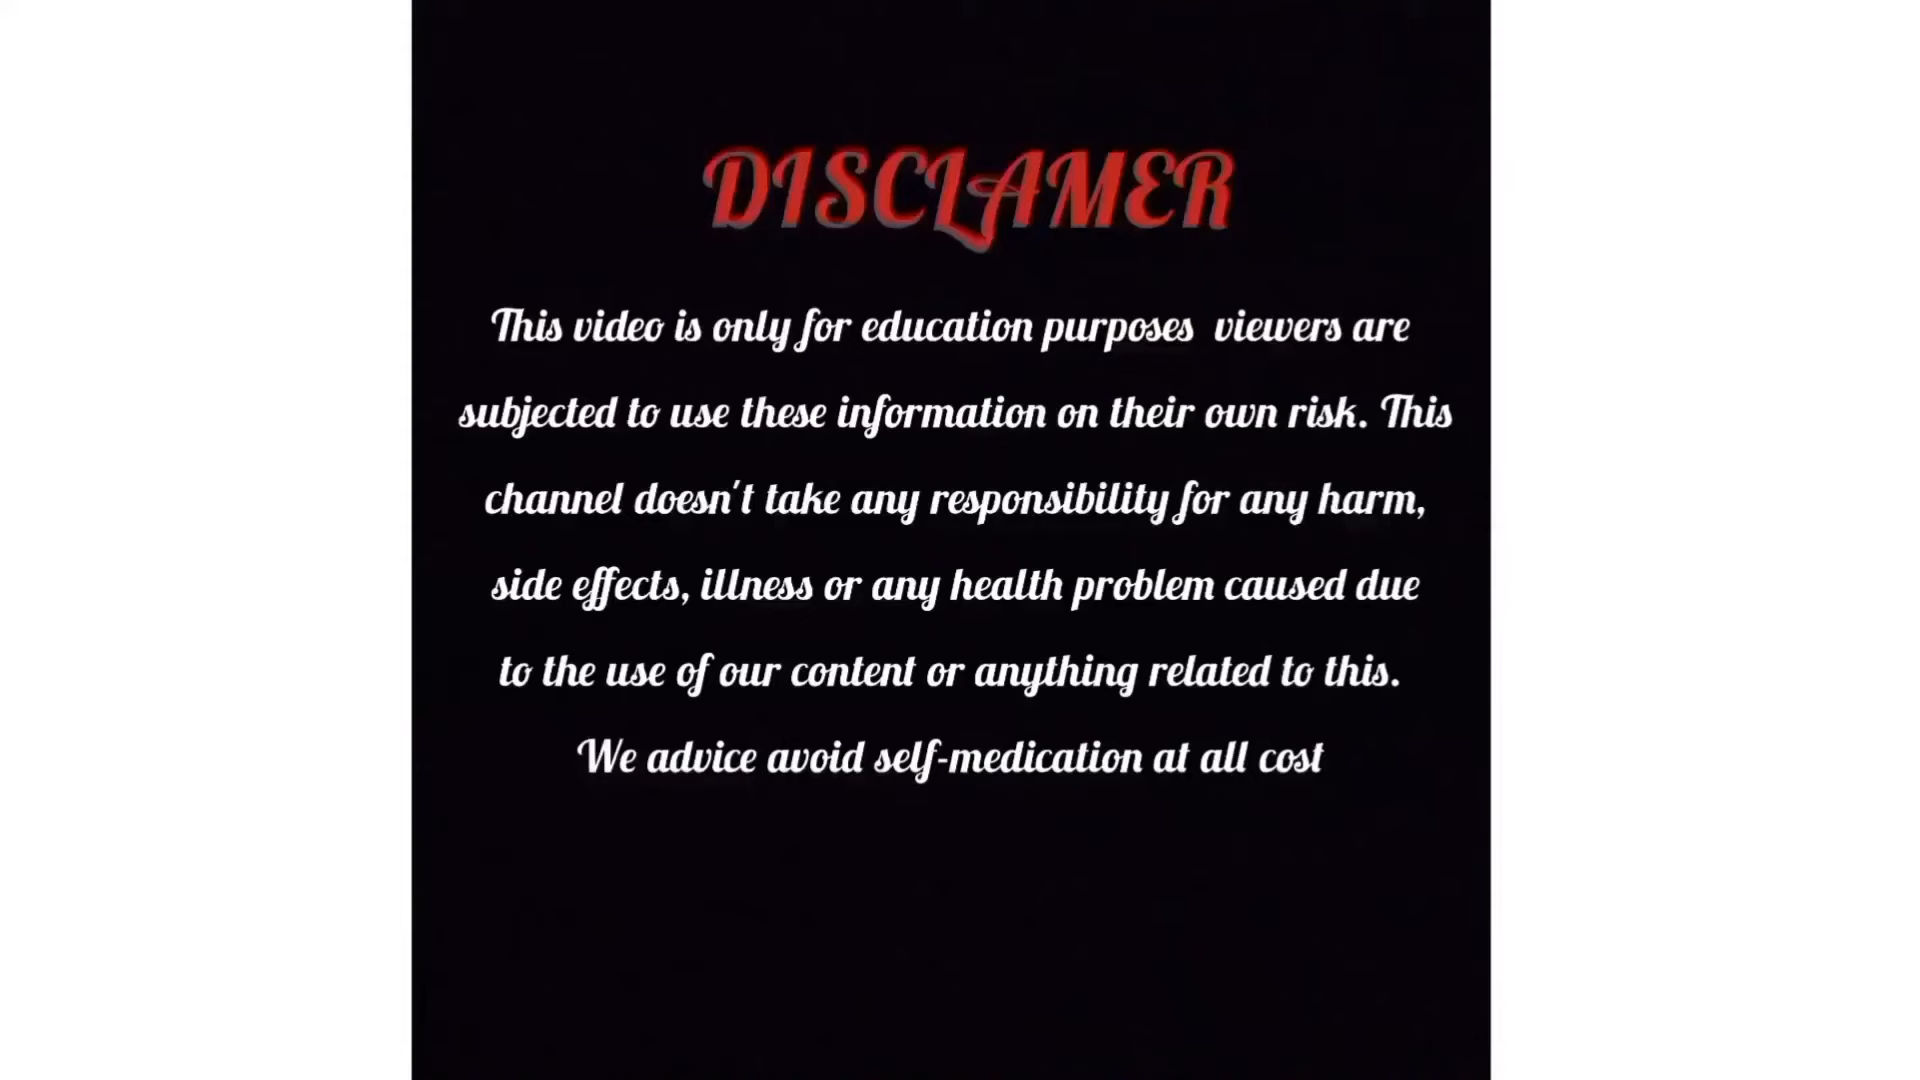 DISCLAMER
This video is only for education purposes viewers are
subjected to use these information on their own risk. This
channel doesn't take any responsibility for any harm,
side effects, illness or any health problem caused due
to the use of our content or anything related to this.
We advice avoid self-medication at all cost